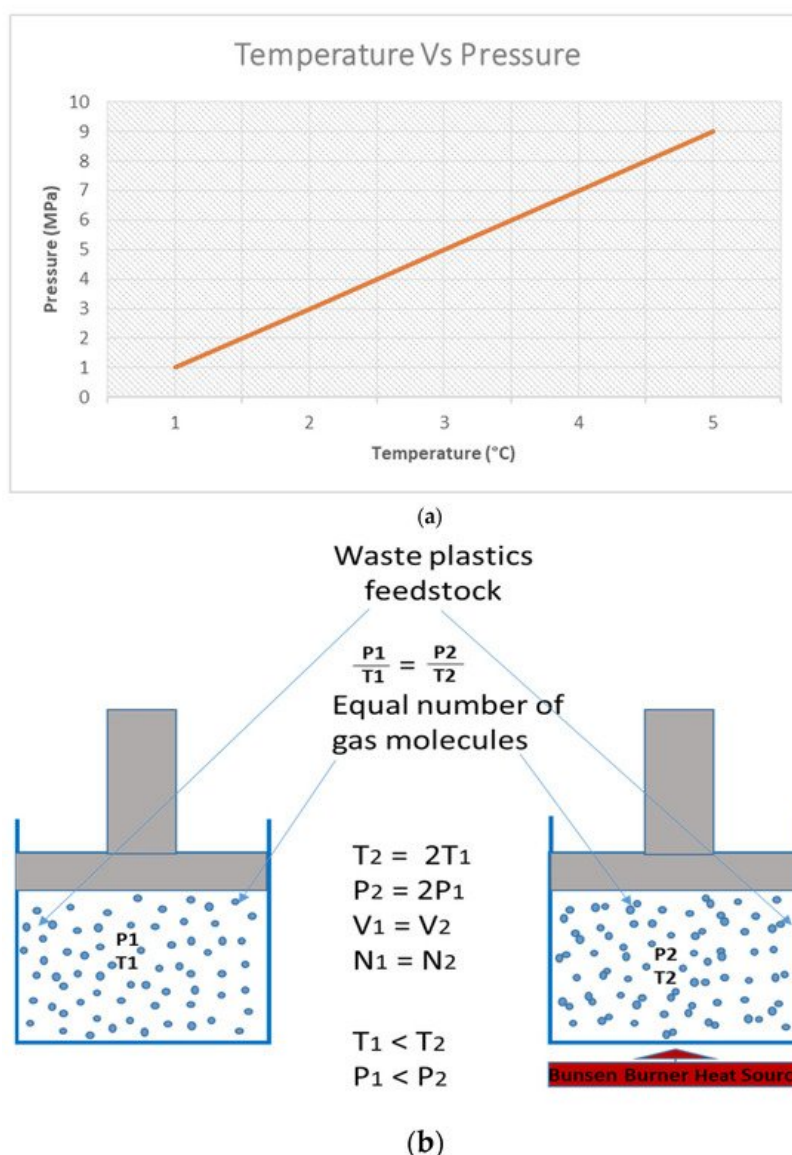 Temperature Vs Pressure
10
9
8
7
6
5
4
3
2
1
0
Pressure (MPa)
1 2 3 4 5
Temperature (°C)
(a)
Waste plastics
feedstock
P1/T1 = P2/T2
Equal number of
gas molecules
T2 = 2T1
P2 = 2P1
V1 = V2
N1 = N2
P1
T1
P2
T2
T1 < T2
P1 < P2
Bunsen Burner Heat Sourc
(b)